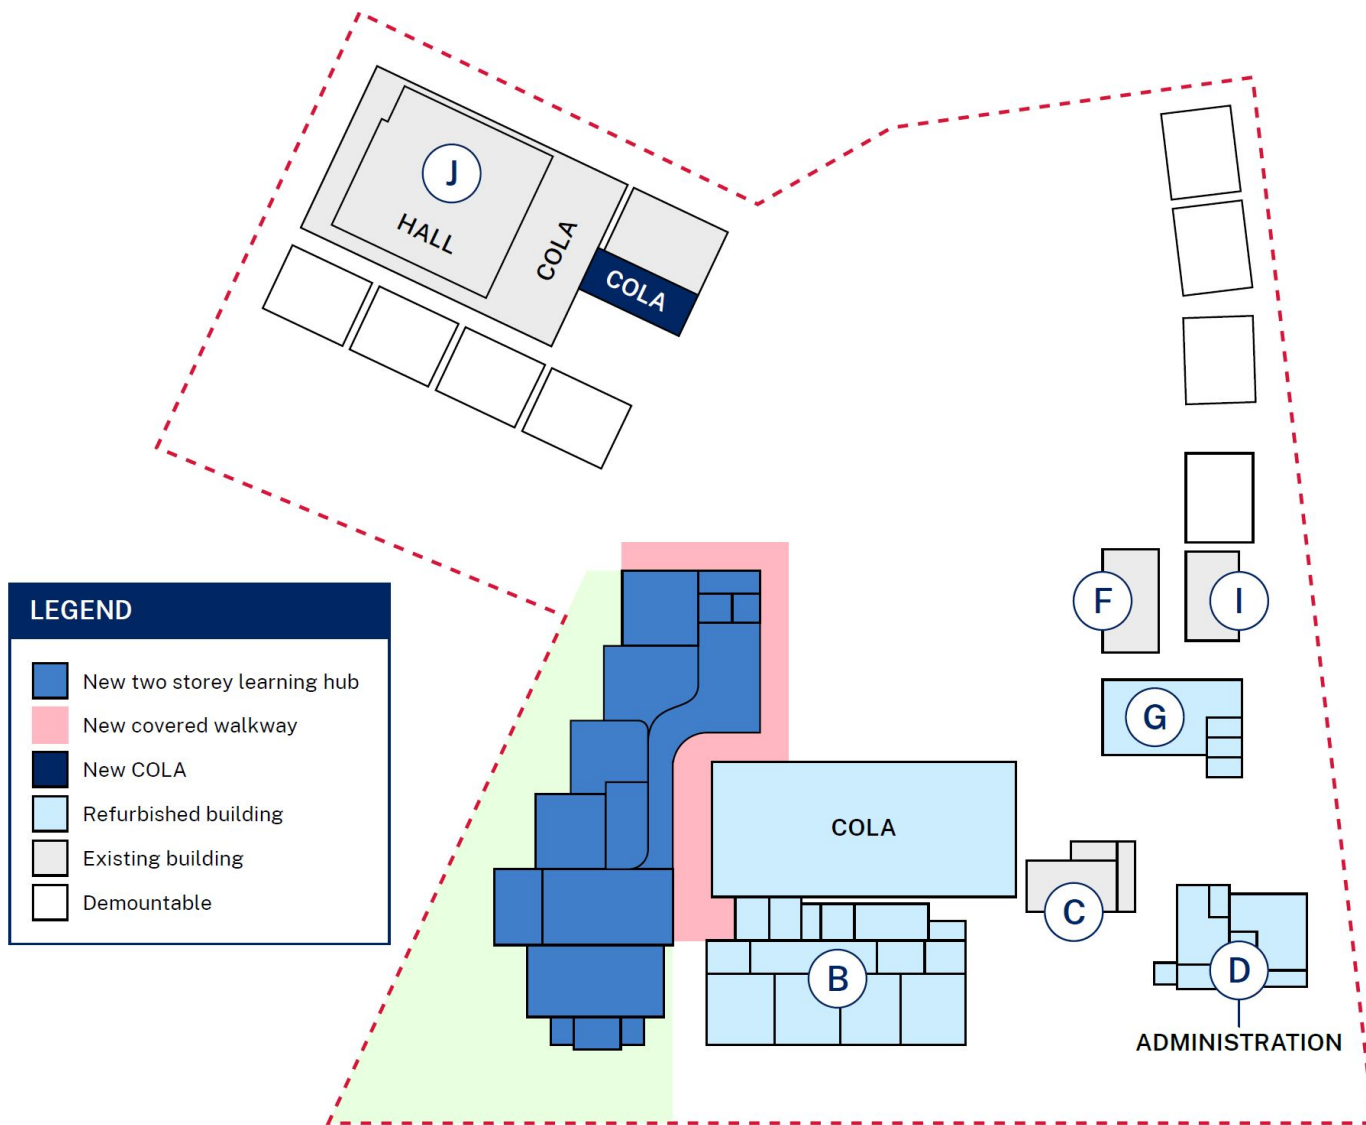 J
HALL
COLA
COLA
LEGEND
New two storey learning hub
New covered walkway
New COLA
Refurbished building
Existing building
Demountable
F
I
G
COLA
C
B
D
ADMINISTRATION